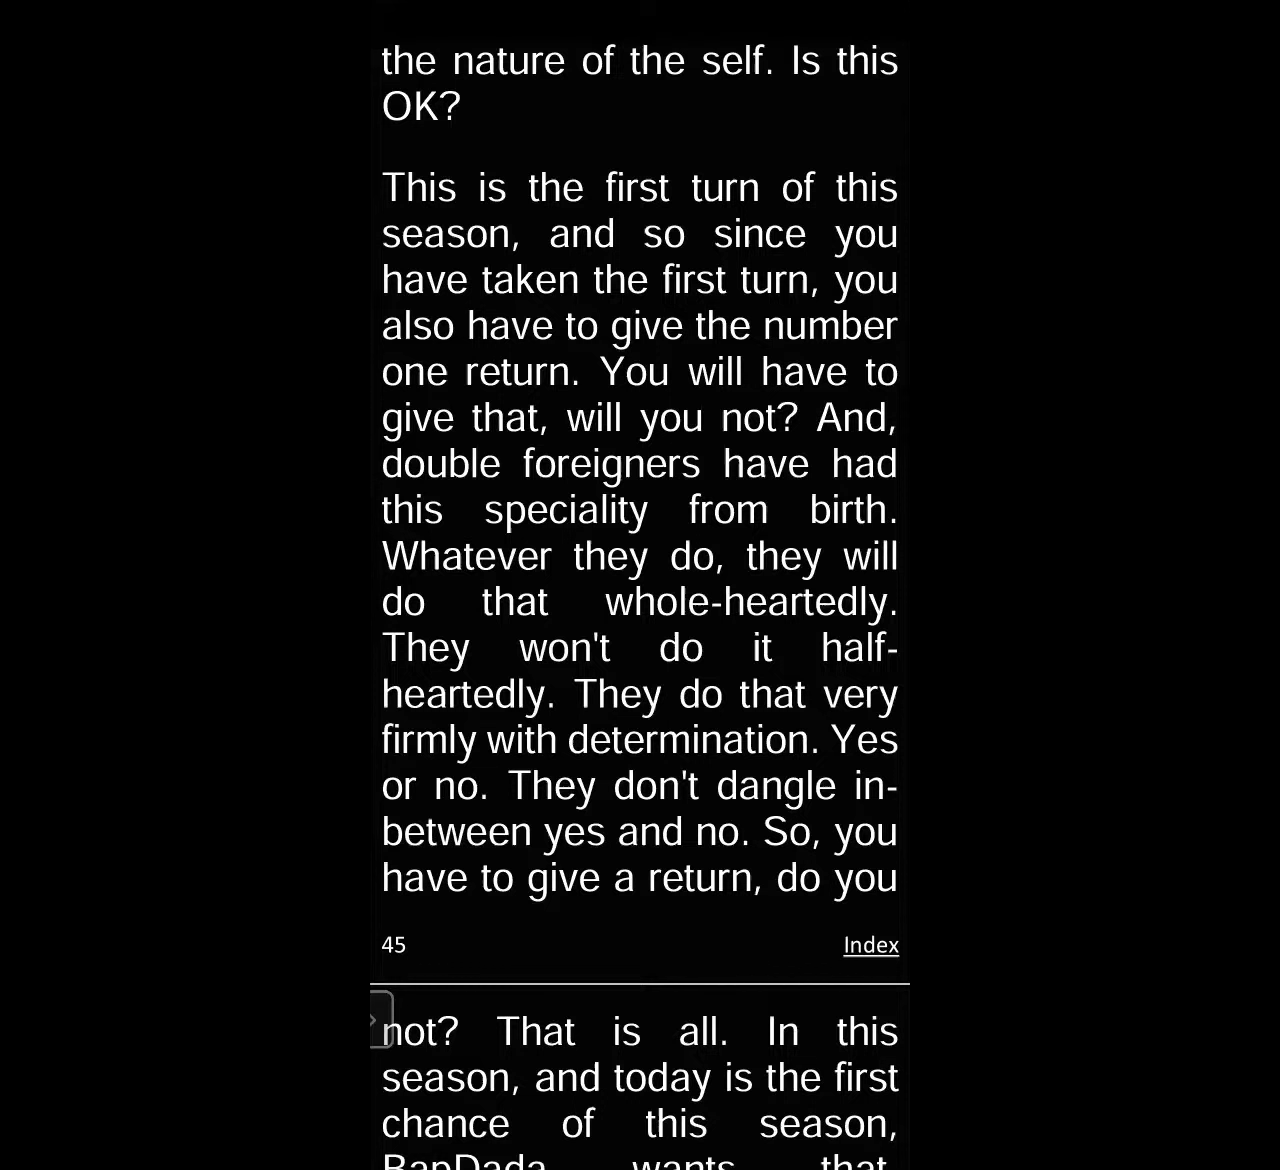 the nature of the self. Is this
OK?
This is the first turn of this
season, and so since you
have taken the first turn, you
also have to give the number
one return. You will have to
give that, will you not? And,
double foreigners have had
this speciality from birth.
Whatever they do, they will
do that whole-heartedly.
They won't do it half-
heartedly. They do that very
firmly with determination. Yes
or no. They don't dangle in-
between yes and no. So, you
have to give a return, do you
45 Index
not? That is all. In this
season, and today is the first
chance of this season,
BapDada wants that